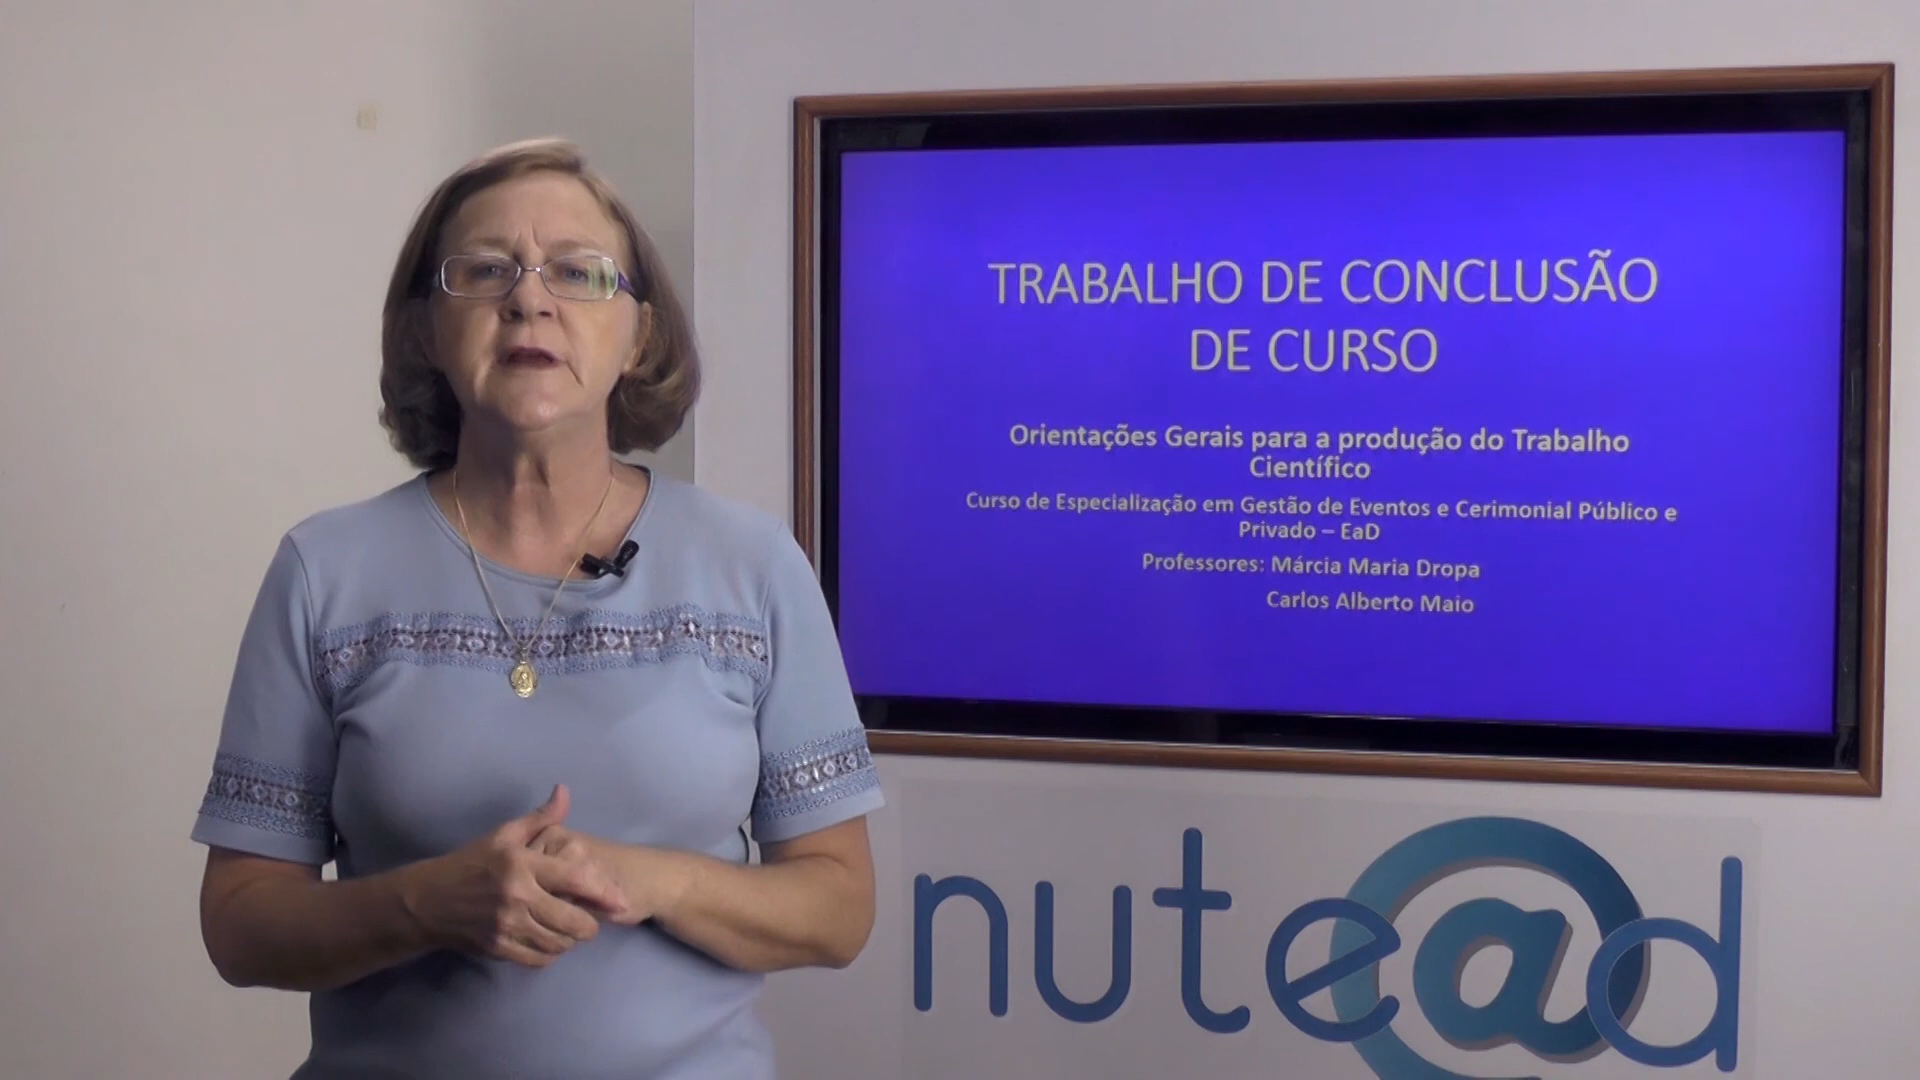 TRABALHO DE CONCLUSÃO
DE CURSO
Orientações Gerais para a produção do Trabalho
Científico
Curso de Especialização em Gestão de Eventos e Cerimonial Público e
Privado – EaD
Professores: Márcia Maria Dropa
Carlos Alberto Maio
nute@d